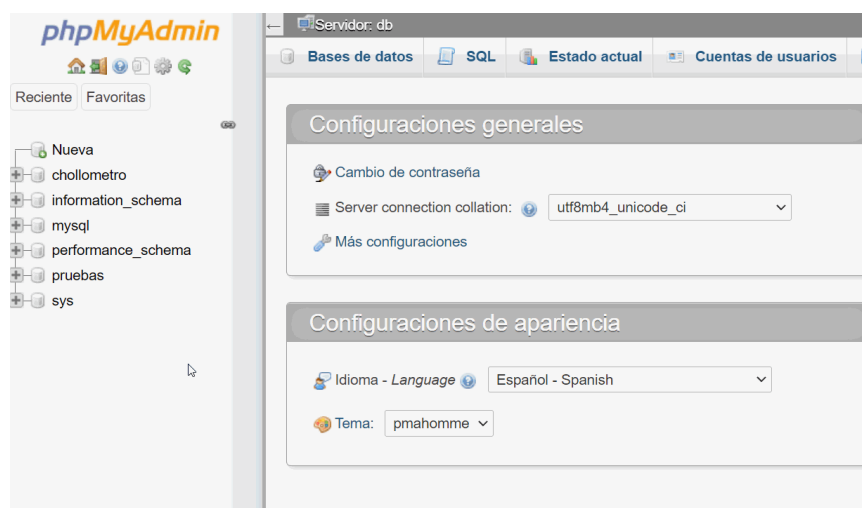 phpMyAdmin
Reciente Favoritas
Nueva
chollometro
information_schema
mysql
performance_schema
pruebas
sys
← Servidor: db
Bases de datos SQL Estado actual Cuentas de usuarios
Configuraciones generales
Cambio de contraseña
Server connection collation: utf8mb4_unicode_ci
Más configuraciones
Configuraciones de apariencia
Idioma - Language Español - Spanish
Tema: pmahomme